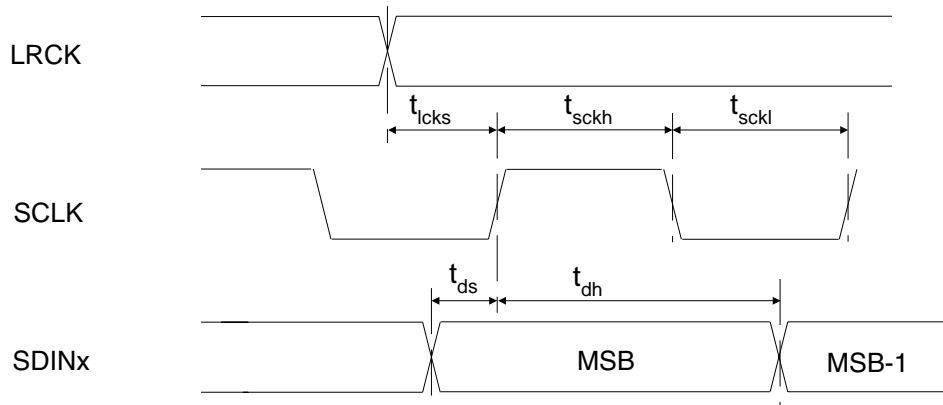 LRCK
t_lcks t_sckh t_sckl
SCLK
t_ds t_dh
SDINx MSB MSB-1